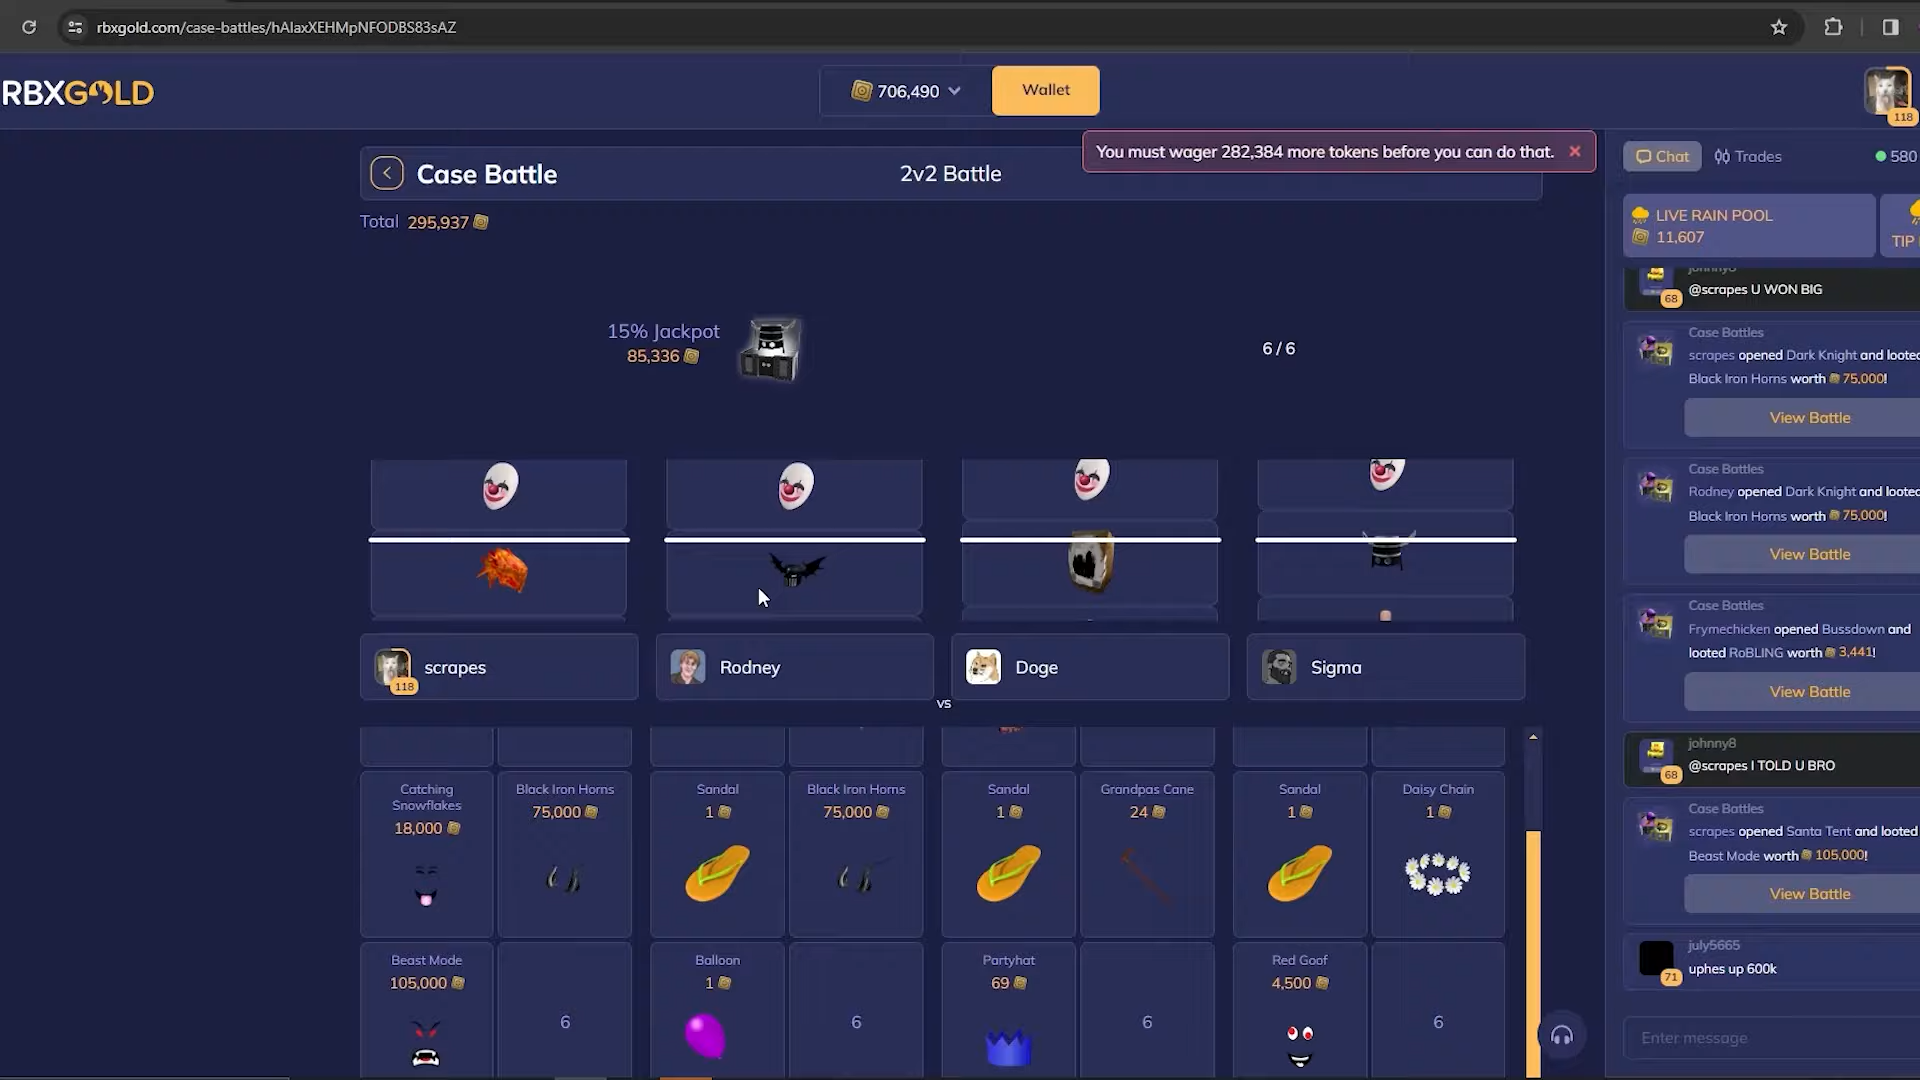 rbxgold.com/case-battles/hAlaxXEHMpNFODBS83sAZ
RBXGOLD
706,490
Wallet
118
Case Battle
2v2 Battle
You must wager 282,384 more tokens before you can do that.
Total 295,937
15% Jackpot
85,336
6 / 6
scrapes
118
Rodney
Doge
Sigma
vs
Catching
Snowflakes
18,000
Black Iron Horns
75,000
Sandal
1
Black Iron Horns
75,000
Sandal
1
Grandpas Cane
24
Sandal
1
Daisy Chain
1
Beast Mode
105,000
6
Balloon
1
6
Partyhat
69
6
Red Goof
4,500
6
Chat
Trades
580
LIVE RAIN POOL
11,607
TIP
johnny8
68
@scrapes U WON BIG
Case Battles
scrapes opened Dark Knight and looted
Black Iron Horns worth 75,000!
View Battle
Case Battles
Rodney opened Dark Knight and looted
Black Iron Horns worth 75,000!
View Battle
Case Battles
Frymechicken opened Bussdown and
looted RoBLING worth 3,441!
View Battle
johnny8
68
@scrapes I TOLD U BRO
Case Battles
scrapes opened Santa Tent and looted
Beast Mode worth 105,000!
View Battle
july5665
71
uphes up 600k
Enter message